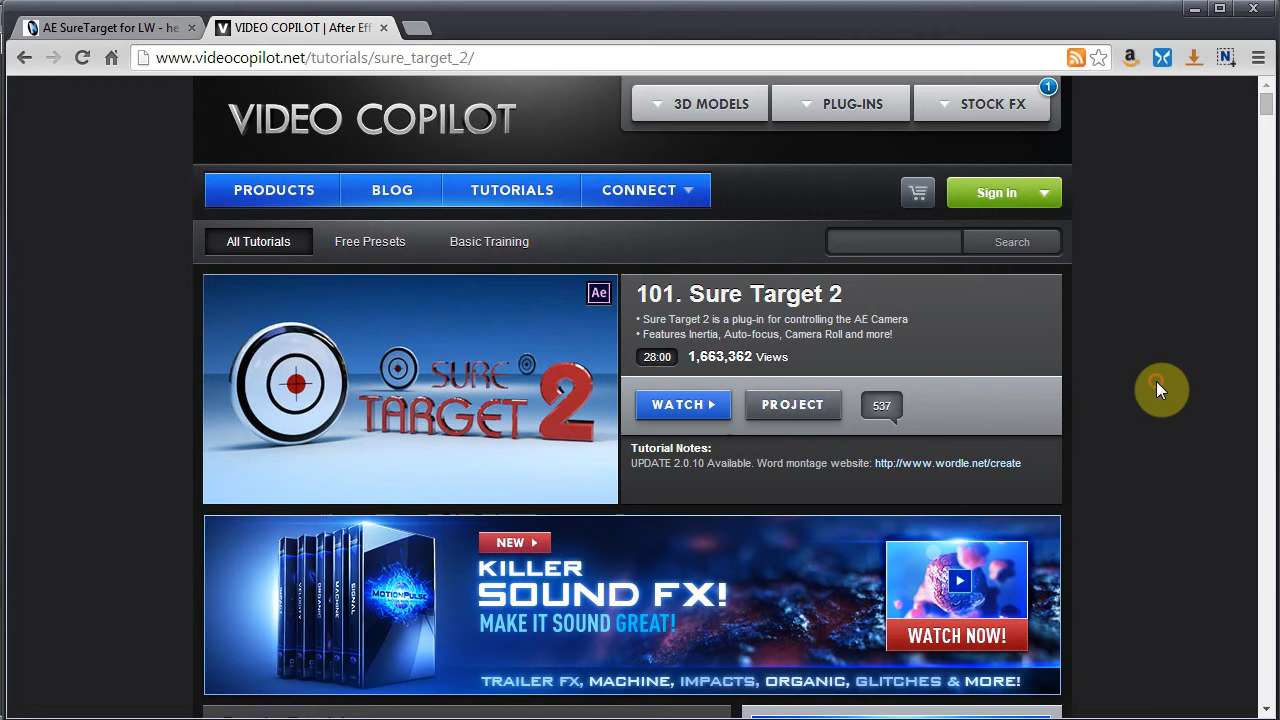 AE SureTarget for LW - he
VIDEO COPILOT | After Eff
www.videocopilot.net/tutorials/sure_target_2/
VIDEO COPILOT
3D MODELS
PLUG-INS
STOCK FX
1
PRODUCTS
BLOG
TUTORIALS
CONNECT
Sign In
All Tutorials
Free Presets
Basic Training
Search
Ae
SURE
TARGET 2
101. Sure Target 2
• Sure Target 2 is a plug-in for controlling the AE Camera
• Features Inertia, Auto-focus, Camera Roll and more!
28:00 1,663,362 Views
WATCH
PROJECT
537
Tutorial Notes:
UPDATE 2.0.10 Available. Word montage website: http://www.wordle.net/create
NEW
KILLER
SOUND FX!
MAKE IT SOUND GREAT!
VELOCITY
ORGANIC
MACHINE
SIGNAL
MOTIONPULSE
WATCH NOW!
TRAILER FX, MACHINE, IMPACTS, ORGANIC, GLITCHES & MORE!